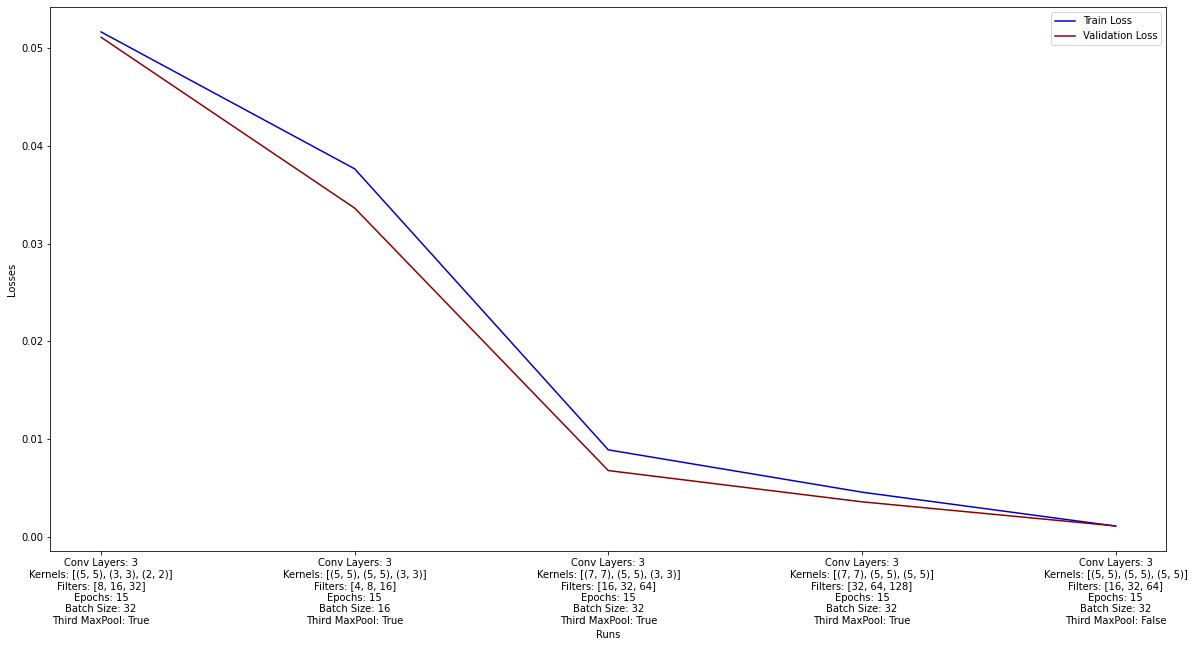 Train Loss
Validation Loss
0.05
0.04
0.03
0.02
0.01
0.00
Losses
Conv Layers: 3
Kernels: [(5, 5), (3, 3), (2, 2)]
Filters: [8, 16, 32]
Epochs: 15
Batch Size: 32
Third MaxPool: True
Conv Layers: 3
Kernels: [(5, 5), (5, 5), (3, 3)]
Filters: [4, 8, 16]
Epochs: 15
Batch Size: 16
Third MaxPool: True
Conv Layers: 3
Kernels: [(7, 7), (5, 5), (3, 3)]
Filters: [16, 32, 64]
Epochs: 15
Batch Size: 32
Third MaxPool: True
Conv Layers: 3
Kernels: [(7, 7), (5, 5), (5, 5)]
Filters: [32, 64, 128]
Epochs: 15
Batch Size: 32
Third MaxPool: True
Conv Layers: 3
Kernels: [(5, 5), (5, 5), (5, 5)]
Filters: [16, 32, 64]
Epochs: 15
Batch Size: 32
Third MaxPool: False
Runs